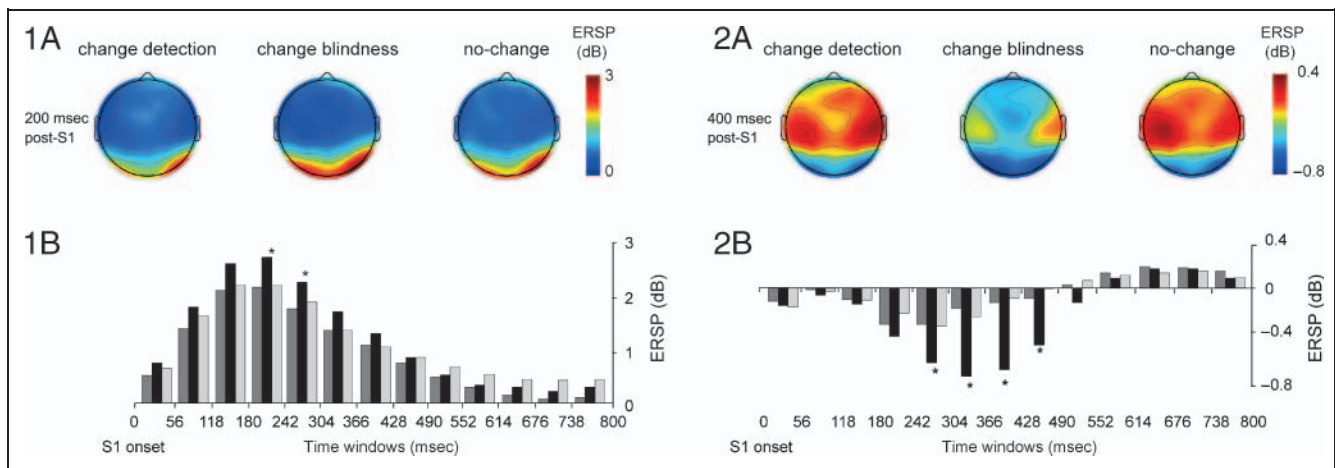 1A
change detection change blindness no-change
ERSP
(dB)
3
0
200 msec
post-S1
2A
change detection change blindness no-change
ERSP
(dB)
0.4
−0.8
400 msec
post-S1
1B
*
*
3
2
1
0
ERSP (dB)
0 56 118 180 242 304 366 428 490 552 614 676 738 800
S1 onset Time windows (msec)
2B
0.4
0
−0.4
−0.8
ERSP (dB)
* * * *
0 56 118 180 242 304 366 428 490 552 614 676 738 800
S1 onset Time windows (msec)